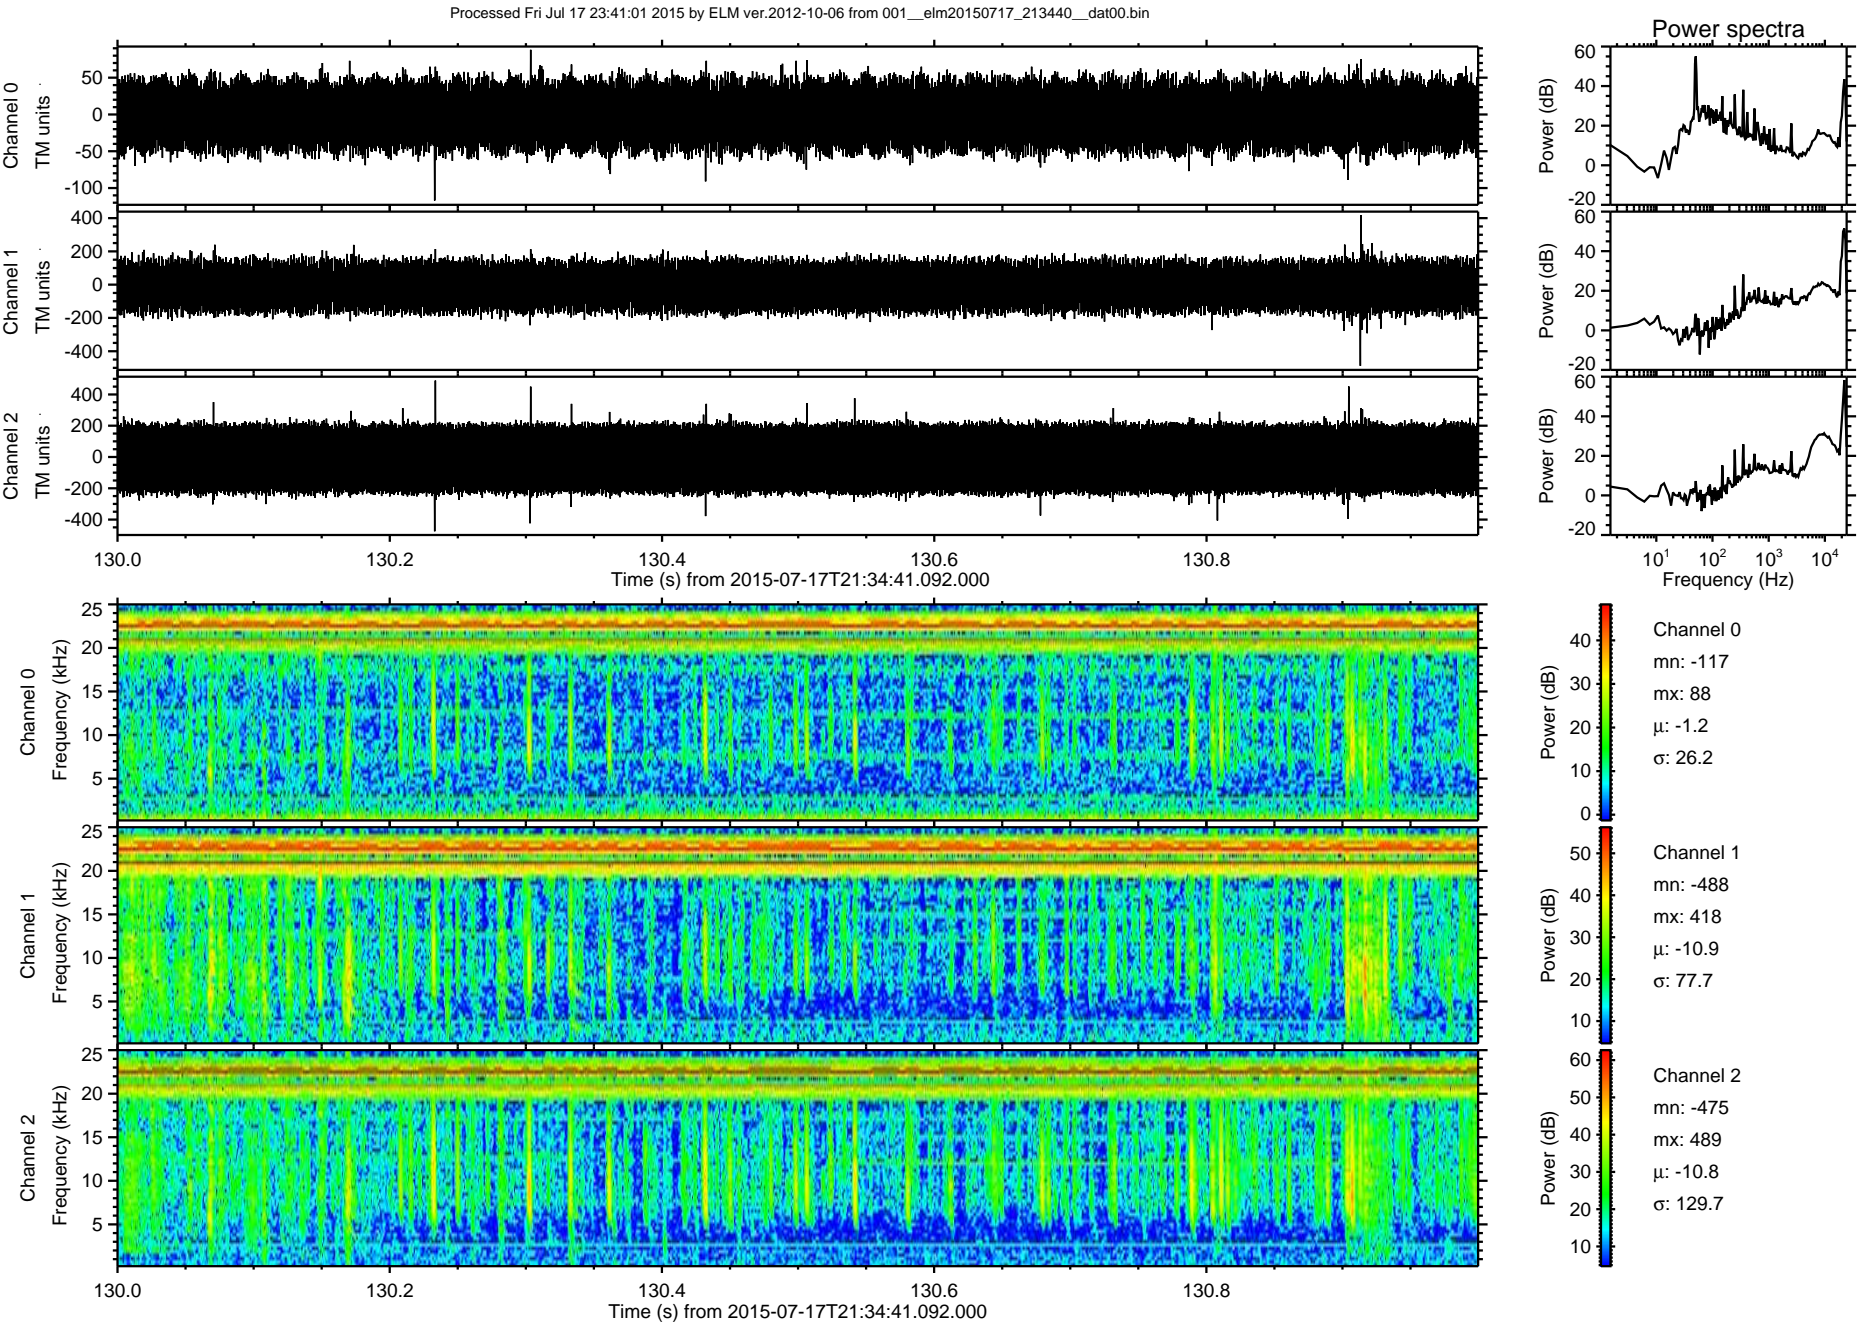 Processed Fri Jul 17 23:41:01 2015 by ELM ver.2012-10-06 from 001__elm20150717_213440__dat00.bin
Power spectra
Channel 0
TM units
50
0
-50
-100
Power (dB)
60
40
20
0
-20
Channel 1
TM units
400
200
0
-200
-400
Power (dB)
60
40
20
0
-20
Channel 2
TM units
400
200
0
-200
-400
Power (dB)
60
40
20
0
-20
130.0 130.2 130.4 130.6 130.8
Time (s) from 2015-07-17T21:34:41.092.000
10¹ 10² 10³ 10⁴
Frequency (Hz)
Channel 0
Frequency (kHz)
25
20
15
10
5
Power (dB)
40
30
20
10
0
Channel 0
mn: -117
mx: 88
μ: -1.2
σ: 26.2
Channel 1
Frequency (kHz)
25
20
15
10
5
Power (dB)
50
40
30
20
10
Channel 1
mn: -488
mx: 418
μ: -10.9
σ: 77.7
Channel 2
Frequency (kHz)
25
20
15
10
5
Power (dB)
60
50
40
30
20
10
Channel 2
mn: -475
mx: 489
μ: -10.8
σ: 129.7
130.0 130.2 130.4 130.6 130.8
Time (s) from 2015-07-17T21:34:41.092.000